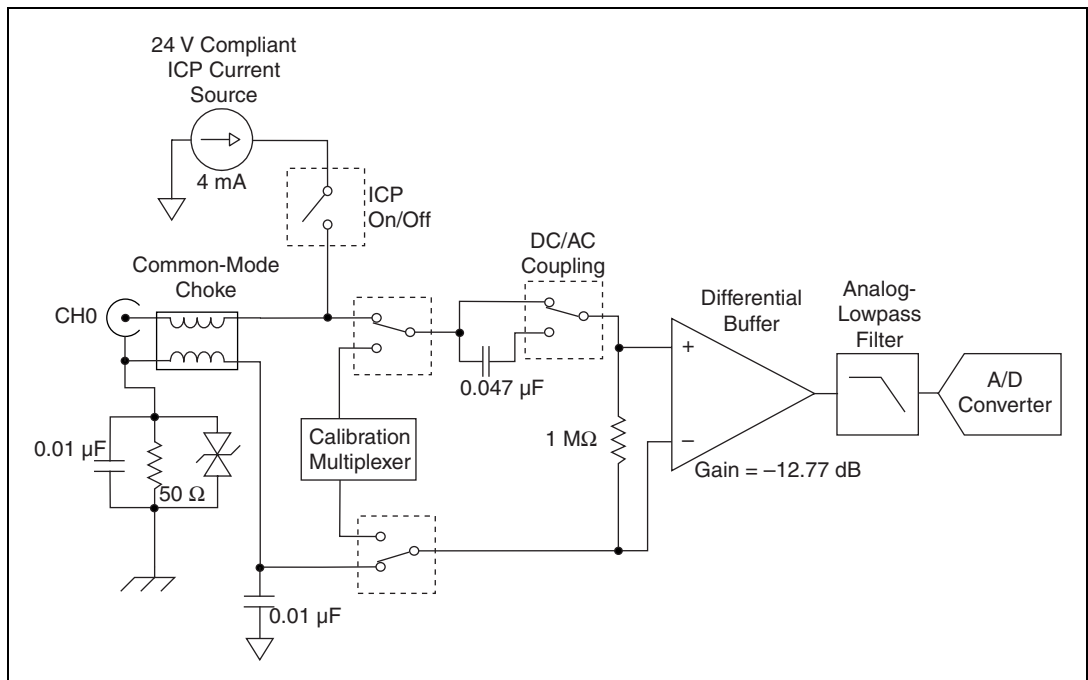 24 V Compliant
ICP Current
Source
4 mA
ICP
On/Off
DC/AC
Coupling
Common-Mode
Choke
CH0
Differential
Buffer
Analog-
Lowpass
Filter
+
0.047 µF
A/D
Converter
Calibration
Multiplexer
1 MΩ
–
Gain = –12.77 dB
0.01 µF
50 Ω
0.01 µF